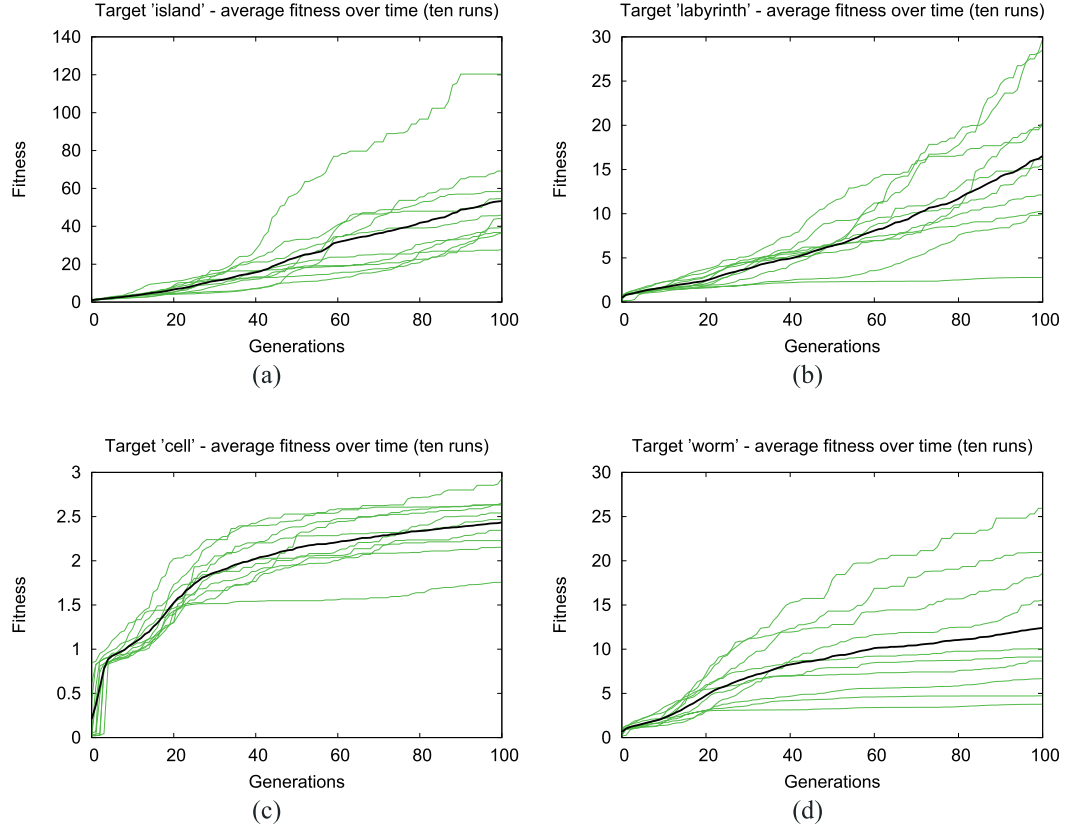 Target 'island' - average fitness over time (ten runs)
140
120
100
80
60
40
20
0
Fitness
0 20 40 60 80 100
Generations
(a)
Target 'labyrinth' - average fitness over time (ten runs)
30
25
20
15
10
5
0
Fitness
0 20 40 60 80 100
Generations
(b)
Target 'cell' - average fitness over time (ten runs)
3
2.5
2
1.5
1
0.5
0
Fitness
0 20 40 60 80 100
Generations
(c)
Target 'worm' - average fitness over time (ten runs)
30
25
20
15
10
5
0
Fitness
0 20 40 60 80 100
Generations
(d)